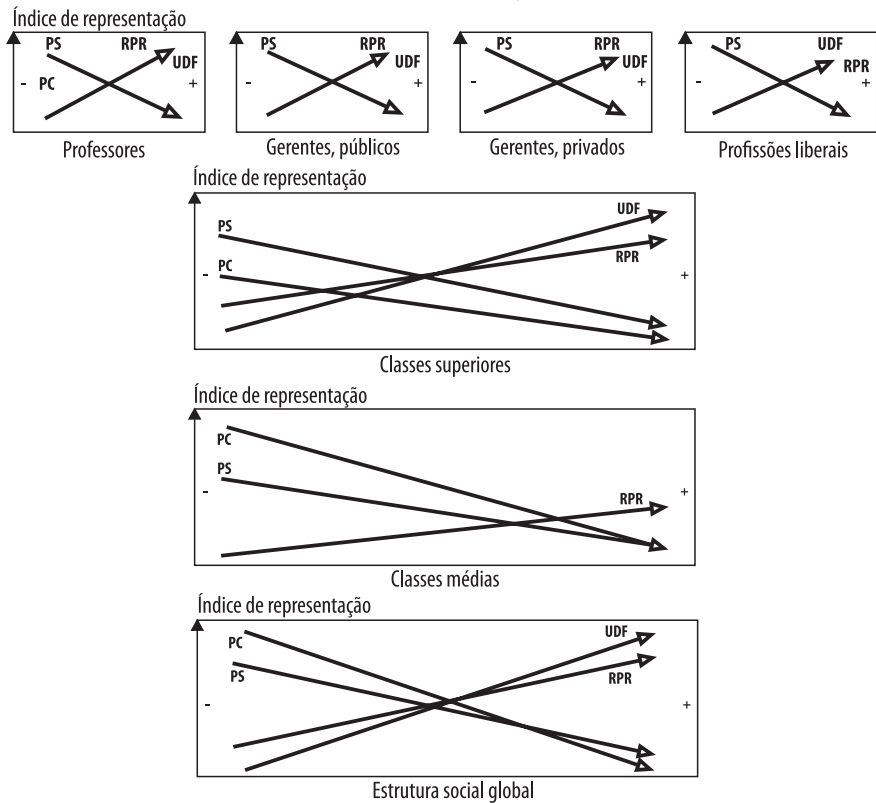 Índice de representação
PS RPR
UDF
- PC +
Professores
PS RPR
UDF
- +
Gerentes, públicos
PS RPR
UDF
- +
Gerentes, privados
PS UDF
RPR
- +
Profissões liberais
Índice de representação
UDF
PS
RPR
PC
- +
Classes superiores
Índice de representação
PC
PS
RPR
- +
Classes médias
Índice de representação
UDF
PC
PS
RPR
- +
Estrutura social global